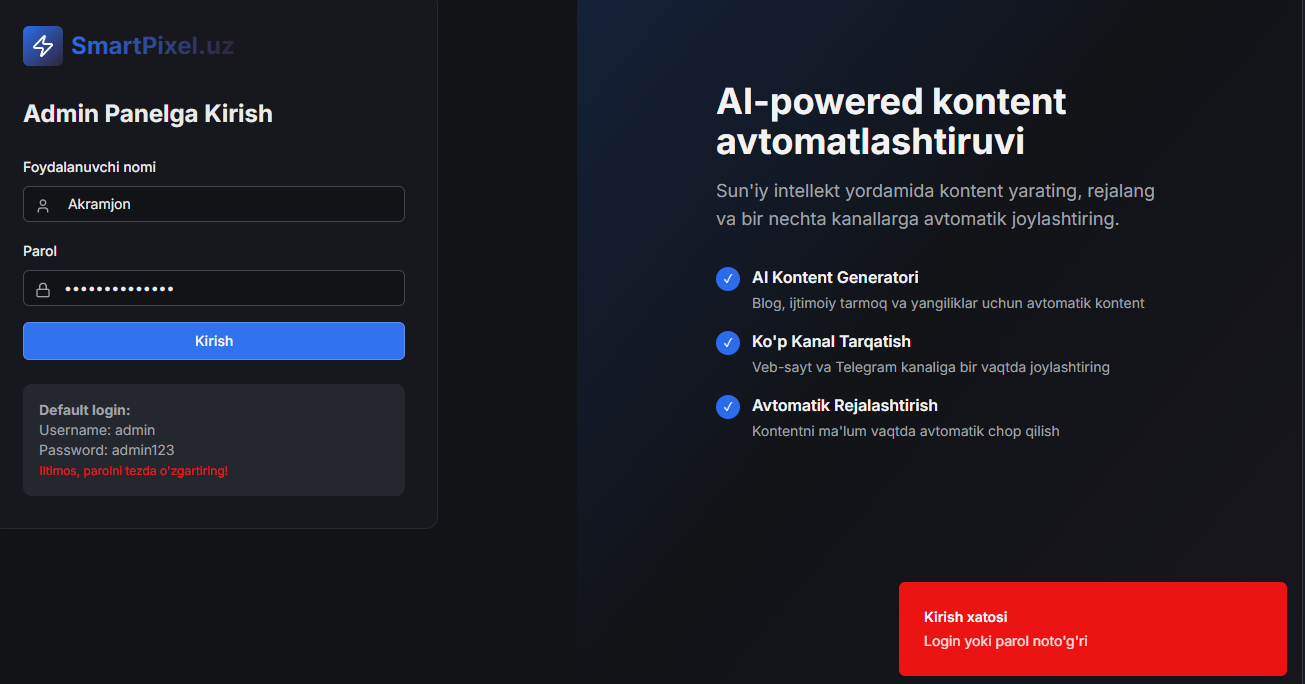 SmartPixel.uz
Admin Panelga Kirish
Foydalanuvchi nomi
Akramjon
Parol
••••••••••••••
Kirish
Default login:
Username: admin
Password: admin123
Iltimos, parolni tezda o'zgartiring!
AI-powered kontent
avtomatlashtiruvi
Sun'iy intellekt yordamida kontent yarating, rejalang
va bir nechta kanallarga avtomatik joylashtiring.
✓ AI Kontent Generatori
Blog, ijtimoiy tarmoq va yangiliklar uchun avtomatik kontent
✓ Ko'p Kanal Tarqatish
Veb-sayt va Telegram kanaliga bir vaqtda joylashtiring
✓ Avtomatik Rejalashtirish
Kontentni ma'lum vaqtda avtomatik chop qilish
Kirish xatosi
Login yoki parol noto'g'ri